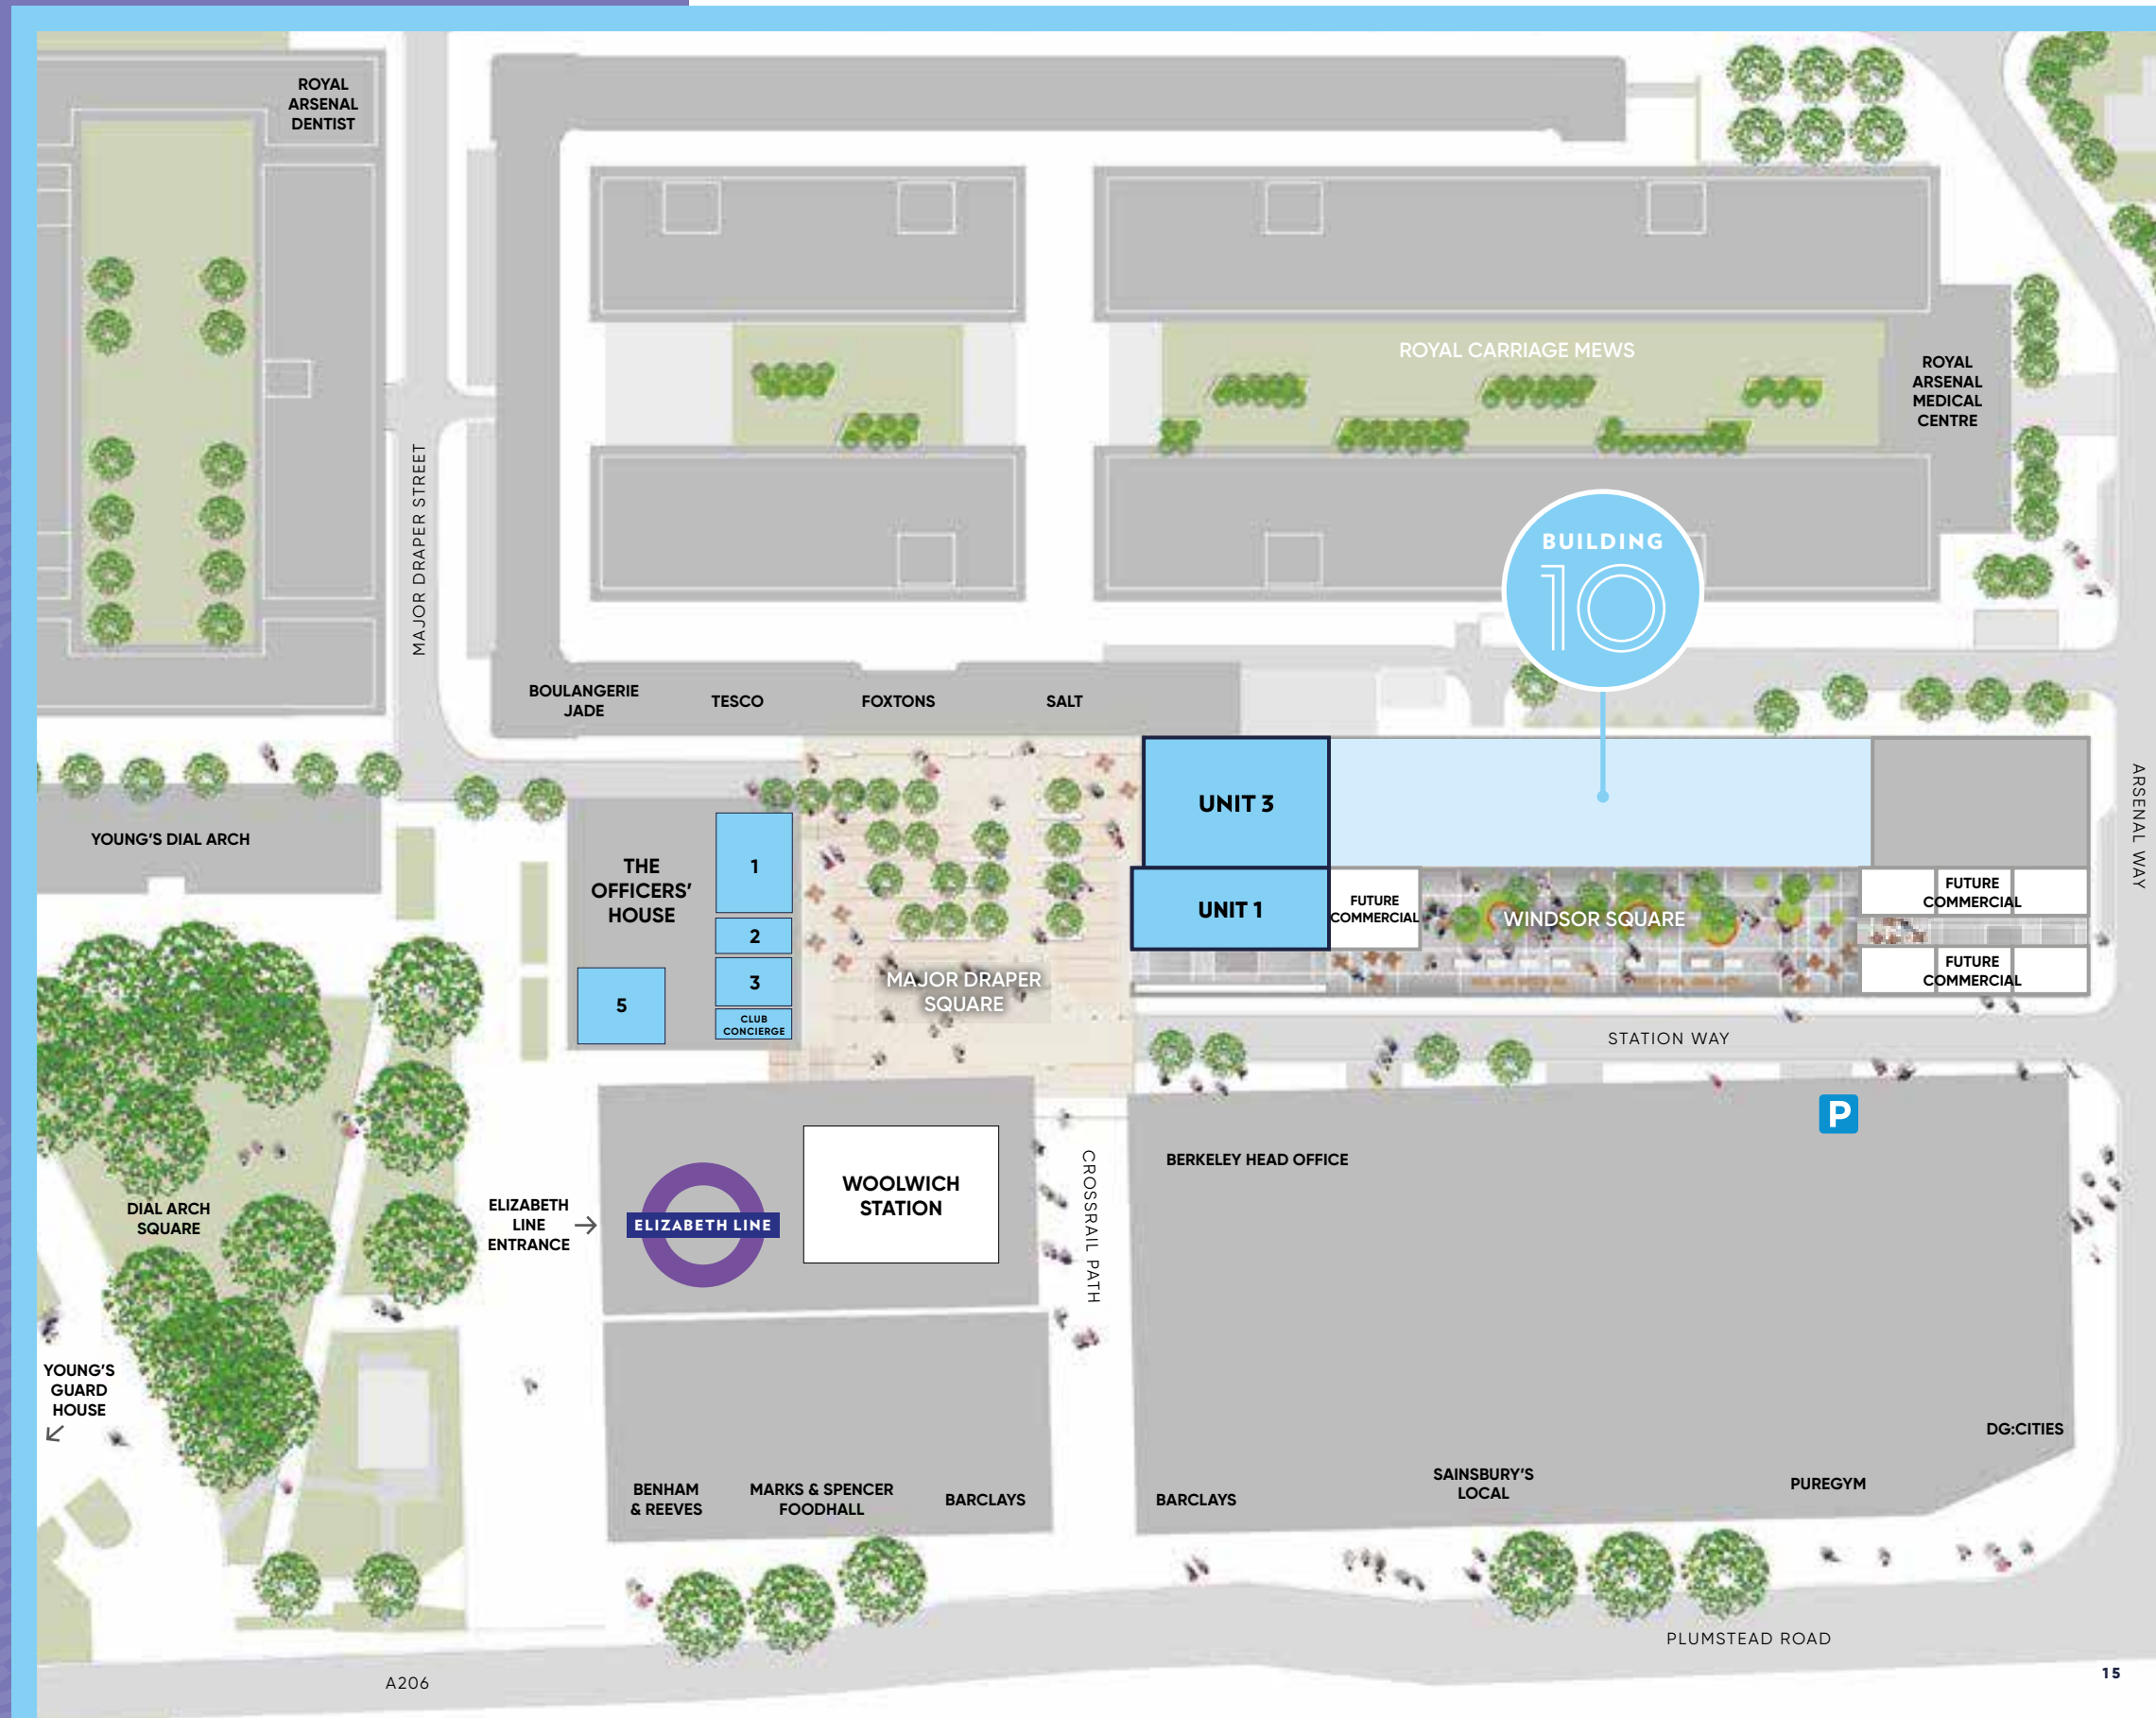 ROYAL
ARSENAL
DENTIST
ROYAL CARRIAGE MEWS
ROYAL
ARSENAL
MEDICAL
CENTRE
MAJOR DRAPER STREET
BUILDING
10
BOULANGERIE
JADE
TESCO
FOXTONS
SALT
ARSENAL WAY
YOUNG'S DIAL ARCH
THE
OFFICERS'
HOUSE
1
2
3
5
CLUB
CONCIERGE
UNIT 3
UNIT 1
FUTURE
COMMERCIAL
WINDSOR SQUARE
FUTURE
COMMERCIAL
FUTURE
COMMERCIAL
MAJOR DRAPER
SQUARE
STATION WAY
P
BERKELEY HEAD OFFICE
WOOLWICH
STATION
CROSSRAIL PATH
DIAL ARCH
SQUARE
ELIZABETH
LINE
ENTRANCE
ELIZABETH LINE
YOUNG'S
GUARD
HOUSE
DG:CITIES
BENHAM
& REEVES
MARKS & SPENCER
FOODHALL
BARCLAYS
BARCLAYS
SAINSBURY'S
LOCAL
PUREGYM
PLUMSTEAD ROAD
A206
15